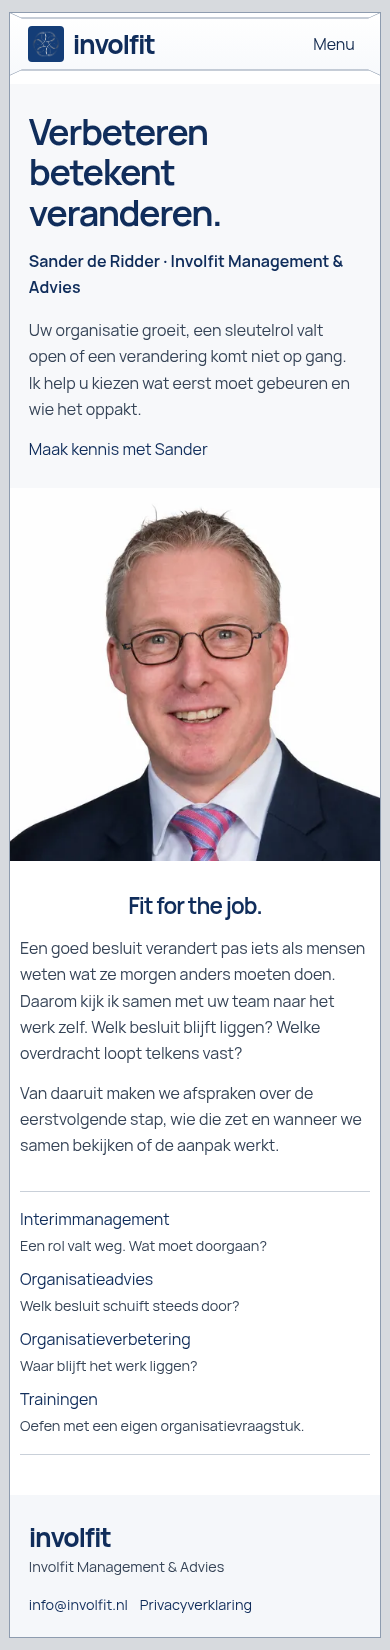 involfit
Menu
Verbeteren
betekent
veranderen.
Sander de Ridder · Involfit Management &
Advies
Uw organisatie groeit, een sleutelrol valt
open of een verandering komt niet op gang.
Ik help u kiezen wat eerst moet gebeuren en
wie het oppakt.
Maak kennis met Sander
Fit for the job.
Een goed besluit verandert pas iets als mensen
weten wat ze morgen anders moeten doen.
Daarom kijk ik samen met uw team naar het
werk zelf. Welk besluit blijft liggen? Welke
overdracht loopt telkens vast?
Van daaruit maken we afspraken over de
eerstvolgende stap, wie die zet en wanneer we
samen bekijken of de aanpak werkt.
Interimmanagement
Een rol valt weg. Wat moet doorgaan?
Organisatieadvies
Welk besluit schuift steeds door?
Organisatieverbetering
Waar blijft het werk liggen?
Trainingen
Oefen met een eigen organisatievraagstuk.
involfit
Involfit Management & Advies
info@involfit.nl Privacyverklaring